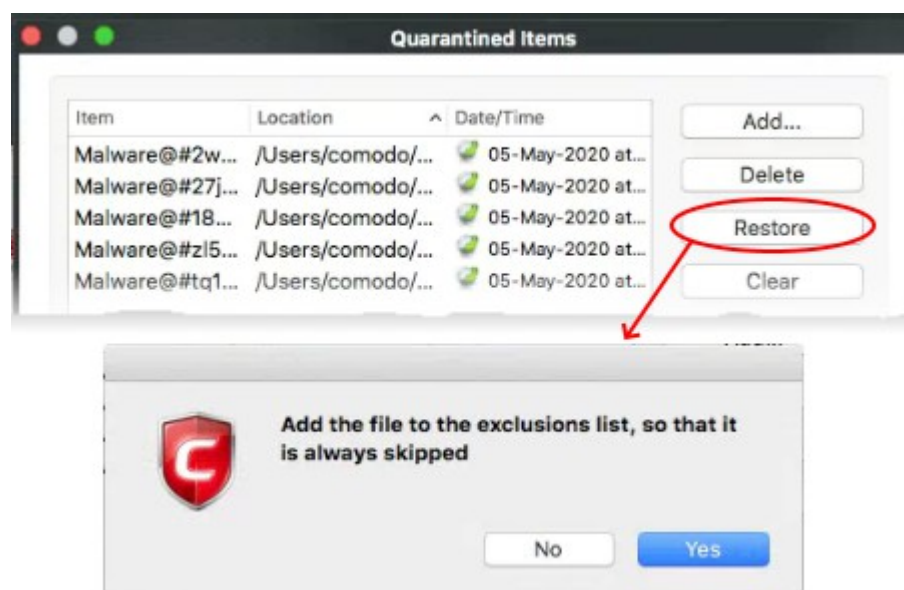 Quarantined Items
Item Location Date/Time
Add...
Malware@#2w... /Users/comodo/... 05-May-2020 at...
Malware@#27j... /Users/comodo/... 05-May-2020 at...
Delete
Malware@#18... /Users/comodo/... 05-May-2020 at...
Restore
Malware@#zl5... /Users/comodo/... 05-May-2020 at...
Malware@#tq1... /Users/comodo/... 05-May-2020 at...
Clear
C
Add the file to the exclusions list, so that it
is always skipped
No Yes